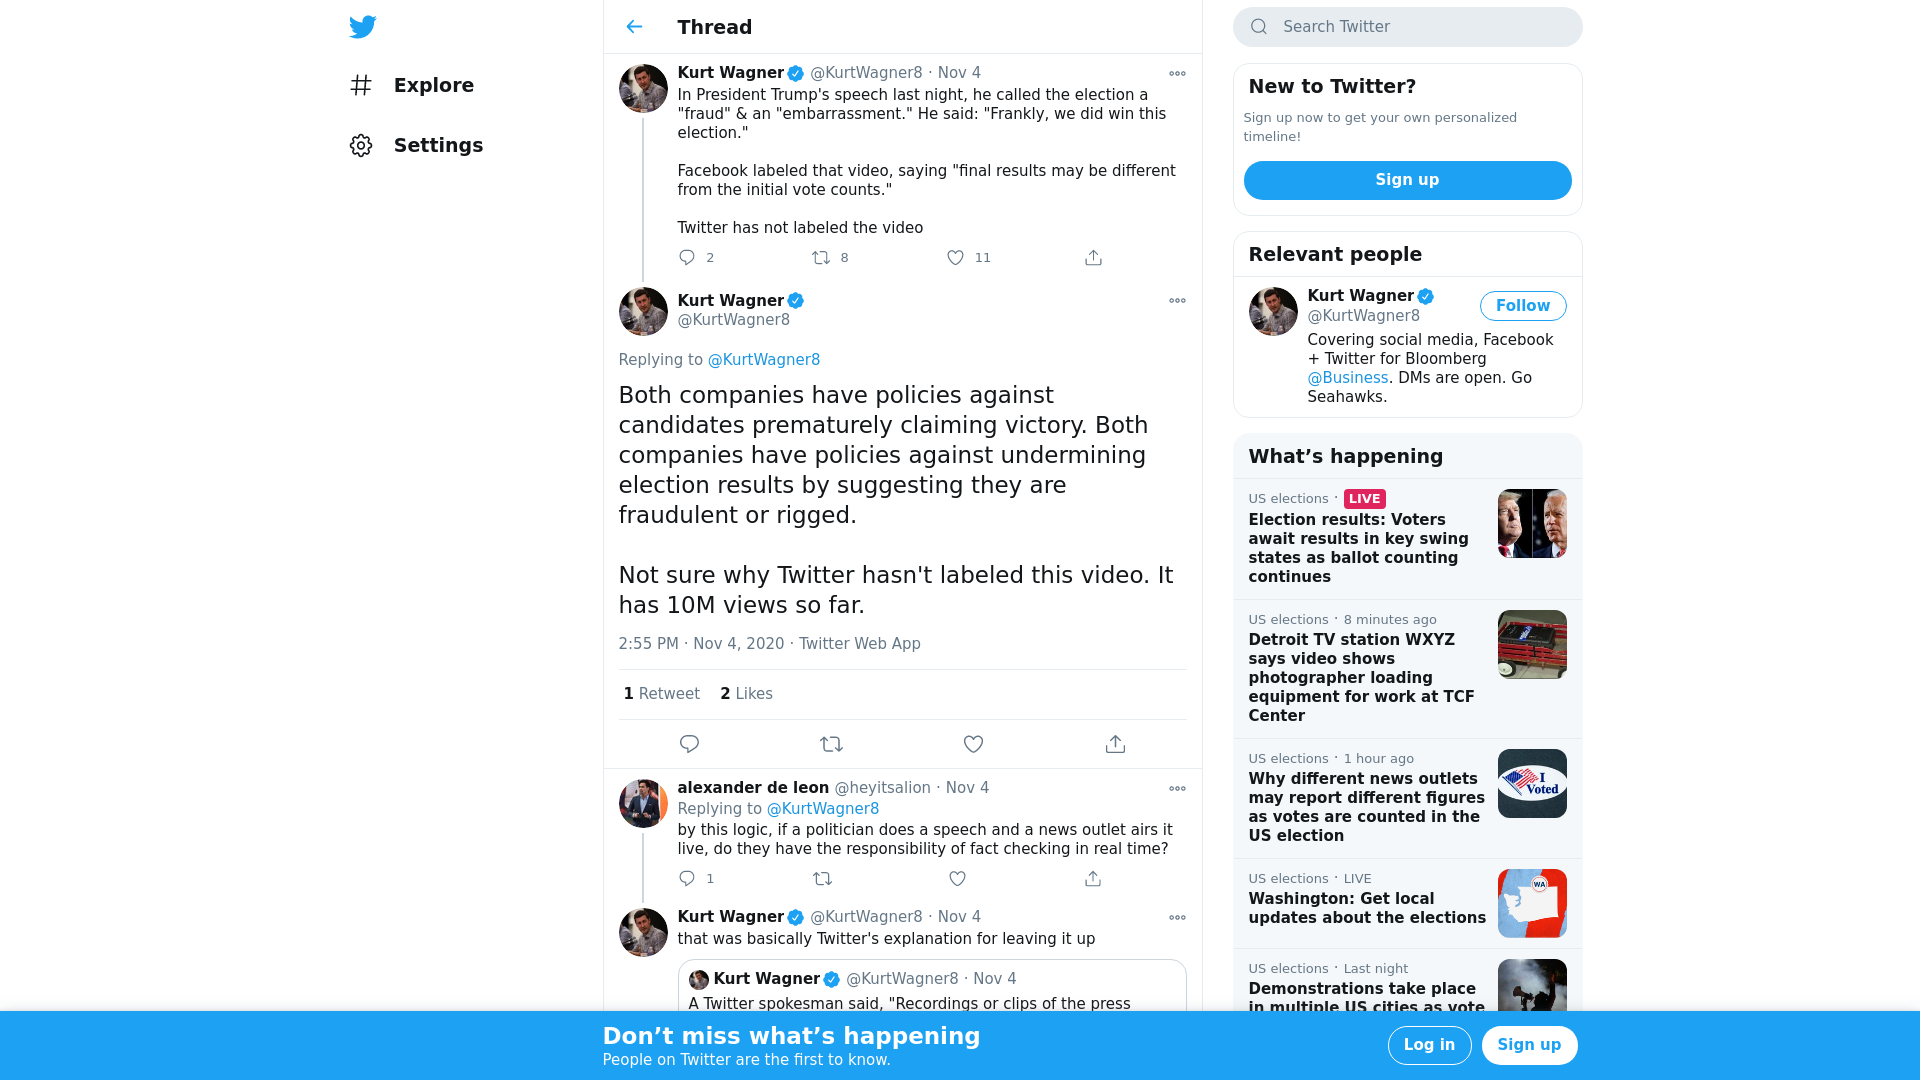 Explore
Settings
Thread
Kurt Wagner @KurtWagner8 · Nov 4
In President Trump's speech last night, he called the election a
"fraud" & an "embarrassment." He said: "Frankly, we did win this
election."
Facebook labeled that video, saying "final results may be different
from the initial vote counts."
Twitter has not labeled the video
2 8 11
Kurt Wagner
@KurtWagner8
Replying to @KurtWagner8
Both companies have policies against
candidates prematurely claiming victory. Both
companies have policies against undermining
election results by suggesting they are
fraudulent or rigged.
Not sure why Twitter hasn't labeled this video. It
has 10M views so far.
2:55 PM · Nov 4, 2020 · Twitter Web App
1 Retweet 2 Likes
alexander de leon @heyitsalion · Nov 4
Replying to @KurtWagner8
by this logic, if a politician does a speech and a news outlet airs it
live, do they have the responsibility of fact checking in real time?
1
Kurt Wagner @KurtWagner8 · Nov 4
that was basically Twitter's explanation for leaving it up
Kurt Wagner @KurtWagner8 · Nov 4
A Twitter spokesman said, "Recordings or clips of the press
Search Twitter
New to Twitter?
Sign up now to get your own personalized
timeline!
Sign up
Relevant people
Kurt Wagner
@KurtWagner8
Follow
Covering social media, Facebook
+ Twitter for Bloomberg
@Business. DMs are open. Go
Seahawks.
What's happening
US elections · LIVE
Election results: Voters
await results in key swing
states as ballot counting
continues
US elections · 8 minutes ago
Detroit TV station WXYZ
says video shows
photographer loading
equipment for work at TCF
Center
US elections · 1 hour ago
Why different news outlets
may report different figures
as votes are counted in the
US election
I
Voted
US elections · LIVE
Washington: Get local
updates about the elections
WA
US elections · Last night
Demonstrations take place
in multiple US cities as vote
Don't miss what's happening
People on Twitter are the first to know.
Log in
Sign up